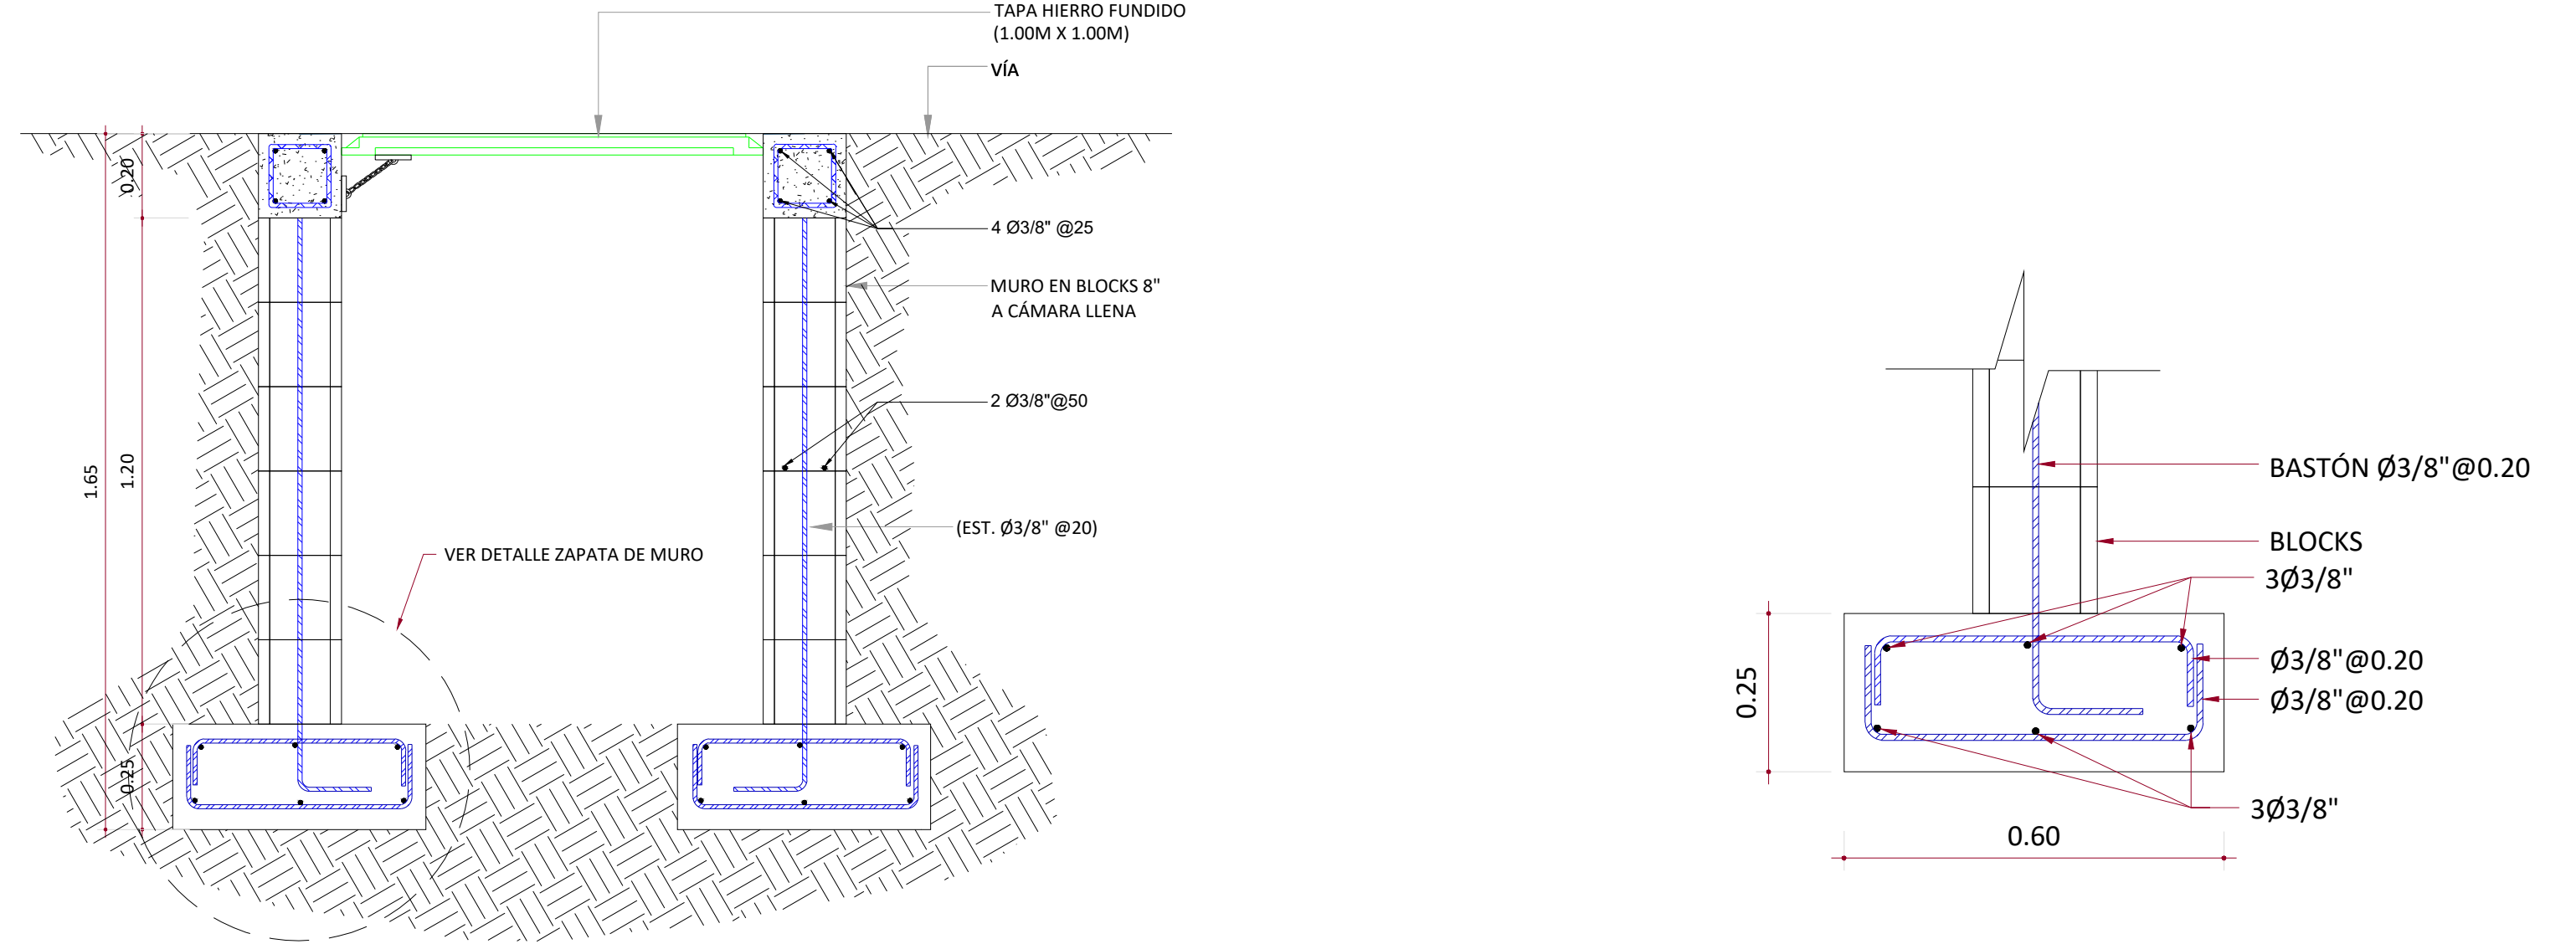 TAPA HIERRO FUNDIDO
(1.00M X 1.00M)
VÍA
0.20
4 Ø3/8" @25
MURO EN BLOCKS 8"
A CÁMARA LLENA
2 Ø3/8"@50
1.65
1.20
(EST. Ø3/8" @20)
VER DETALLE ZAPATA DE MURO
0.25
BASTÓN Ø3/8"@0.20
BLOCKS
3Ø3/8"
Ø3/8"@0.20
Ø3/8"@0.20
0.25
3Ø3/8"
0.60